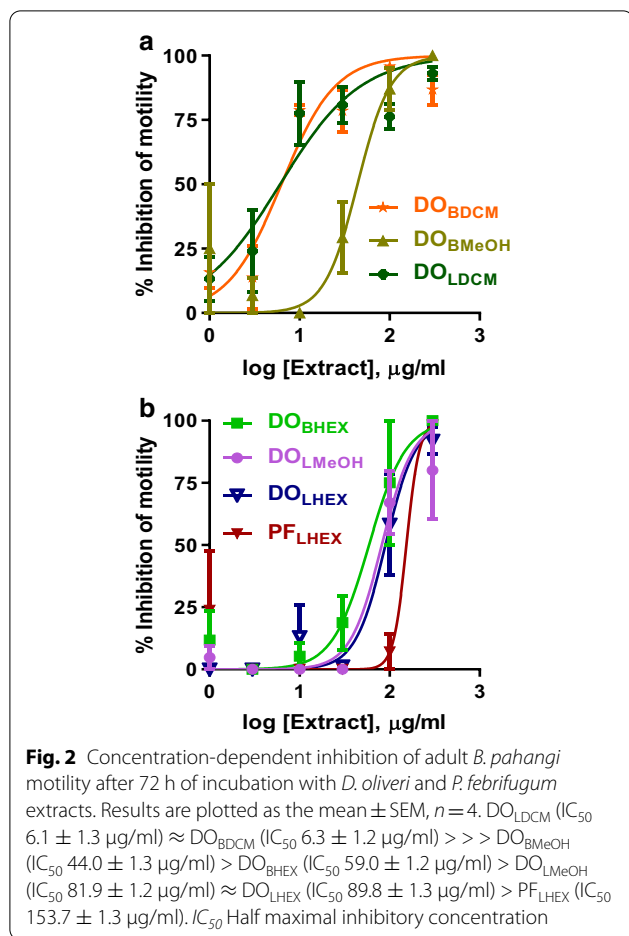 a
100
75
50
25
0
% Inhibition of motility
DO_BDCM
DO_BMeOH
DO_LDCM
0 1 2 3
log [Extract], µg/ml
b
100
75
50
25
0
% Inhibition of motility
DO_BHEX
DO_LMeOH
DO_LHEX
PF_LHEX
0 1 2 3
log [Extract], µg/ml
Fig. 2 Concentration-dependent inhibition of adult B. pahangi
motility after 72 h of incubation with D. oliveri and P. febrifugum
extracts. Results are plotted as the mean ± SEM, n = 4. DO_LDCM (IC_50
6.1 ± 1.3 µg/ml) ≈ DO_BDCM (IC_50 6.3 ± 1.2 µg/ml) > > > DO_BMeOH
(IC_50 44.0 ± 1.3 µg/ml) > DO_BHEX (IC_50 59.0 ± 1.2 µg/ml) > DO_LMeOH
(IC_50 81.9 ± 1.2 µg/ml) ≈ DO_LHEX (IC_50 89.8 ± 1.3 µg/ml) > PF_LHEX (IC_50
153.7 ± 1.3 µg/ml). IC_50 Half maximal inhibitory concentration